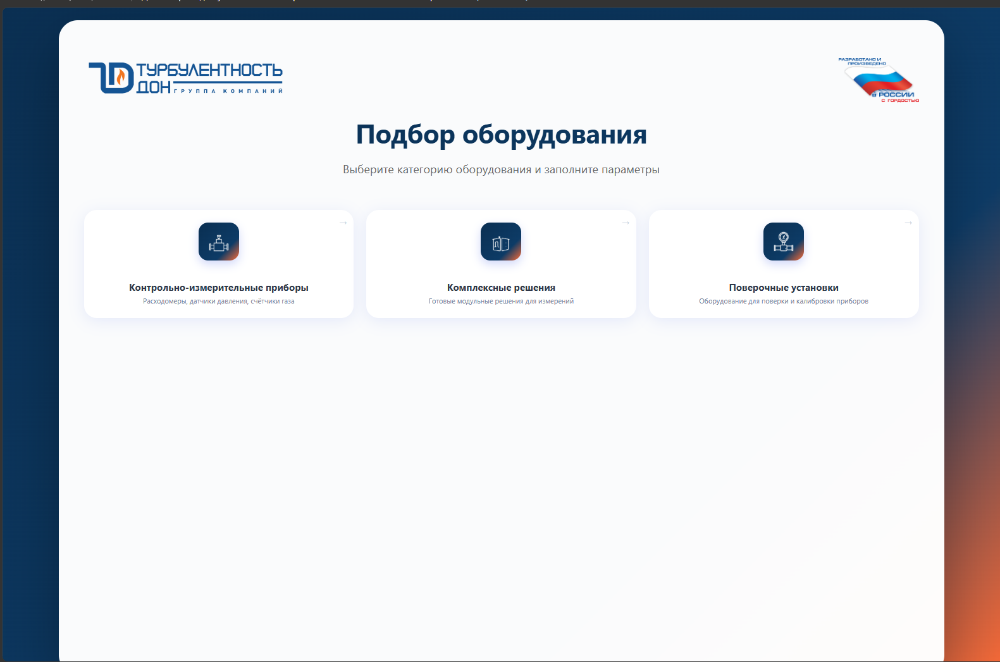 ТУРБУЛЕНТНОСТЬ
ДОН
ГРУППА КОМПАНИЙ
РАЗРАБОТАНО И
ПРОИЗВЕДЕНО
В РОССИИ
С ГОРДОСТЬЮ
Подбор оборудования
Выберите категорию оборудования и заполните параметры
→
Контрольно-измерительные приборы
Расходомеры, датчики давления, счётчики газа
→
Комплексные решения
Готовые модульные решения для измерений
→
Поверочные установки
Оборудование для поверки и калибровки приборов